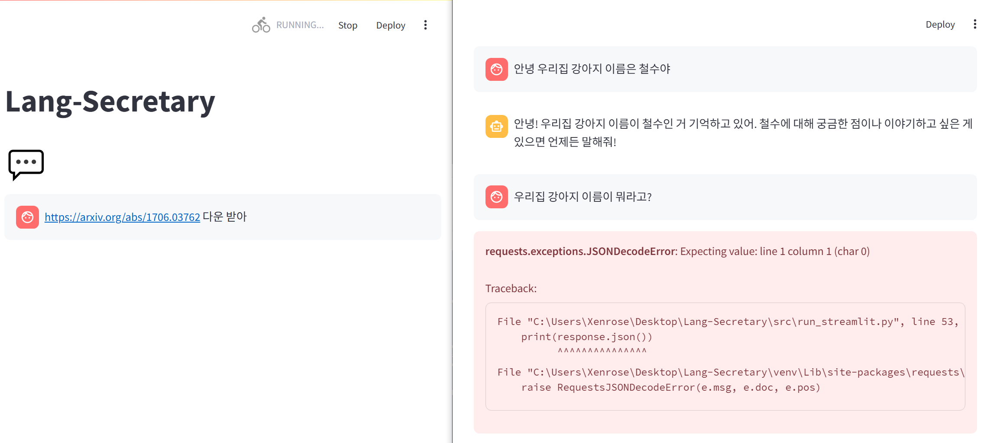 RUNNING...
Stop
Deploy
Lang-Secretary
https://arxiv.org/abs/1706.03762 다운 받아
Deploy
안녕 우리집 강아지 이름은 철수야
안녕! 우리집 강아지 이름이 철수인 거 기억하고 있어. 철수에 대해 궁금한 점이나 이야기하고 싶은 게
있으면 언제든 말해줘!
우리집 강아지 이름이 뭐라고?
requests.exceptions.JSONDecodeError: Expecting value: line 1 column 1 (char 0)
Traceback:
File "C:\Users\Xenrose\Desktop\Lang-Secretary\src\run_streamlit.py", line 53,
print(response.json())
^^^^^^^^^^^^^^^
File "C:\Users\Xenrose\Desktop\Lang-Secretary\venv\Lib\site-packages\requests\
raise RequestsJSONDecodeError(e.msg, e.doc, e.pos)